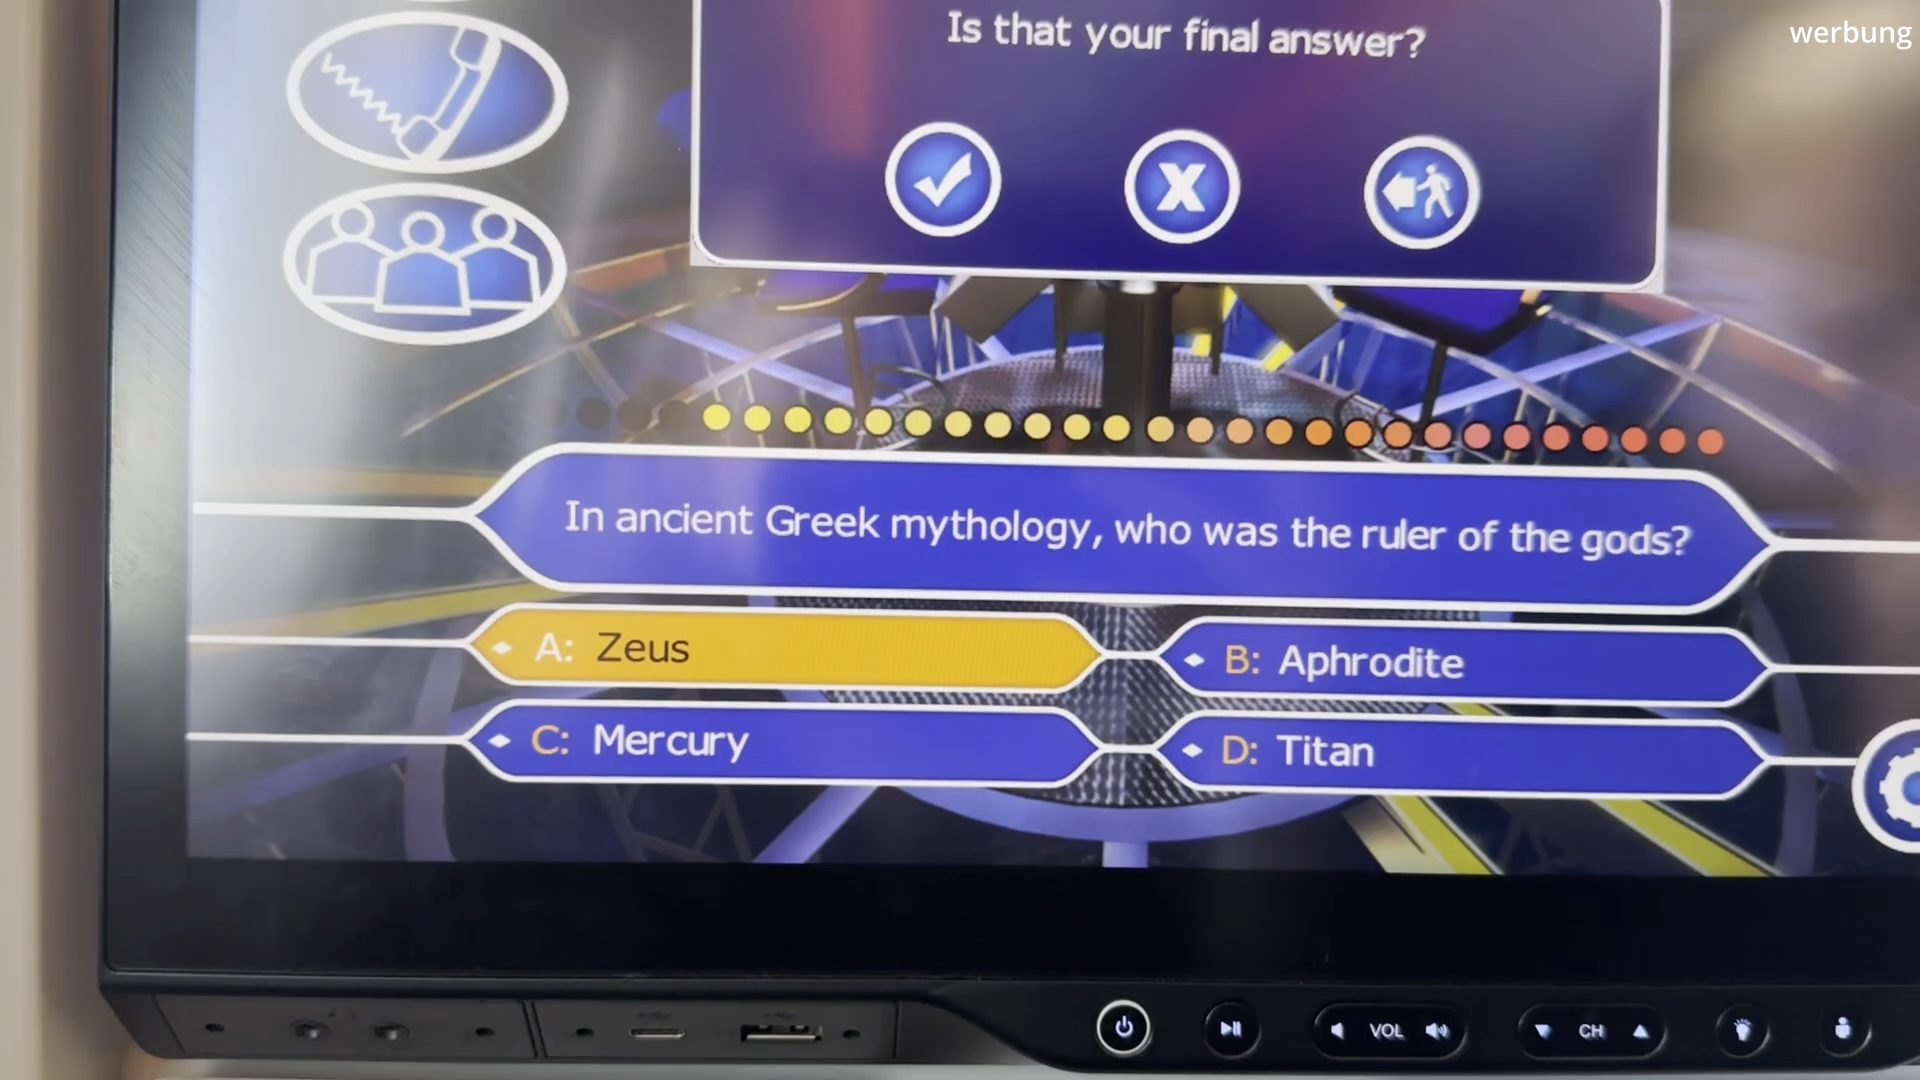 werbung
Is that your final answer?
In ancient Greek mythology, who was the ruler of the gods?
A: Zeus
B: Aphrodite
C: Mercury
D: Titan
VOL
CH